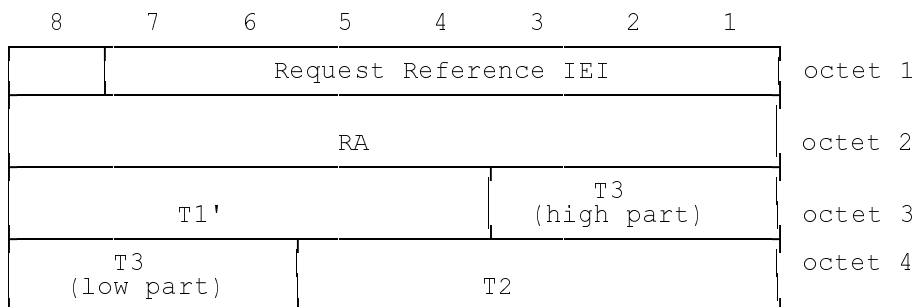 8 7 6 5 4 3 2 1
Request Reference IEI octet 1
RA octet 2
T3
T1' (high part) octet 3
T3 octet 4
(low part) T2